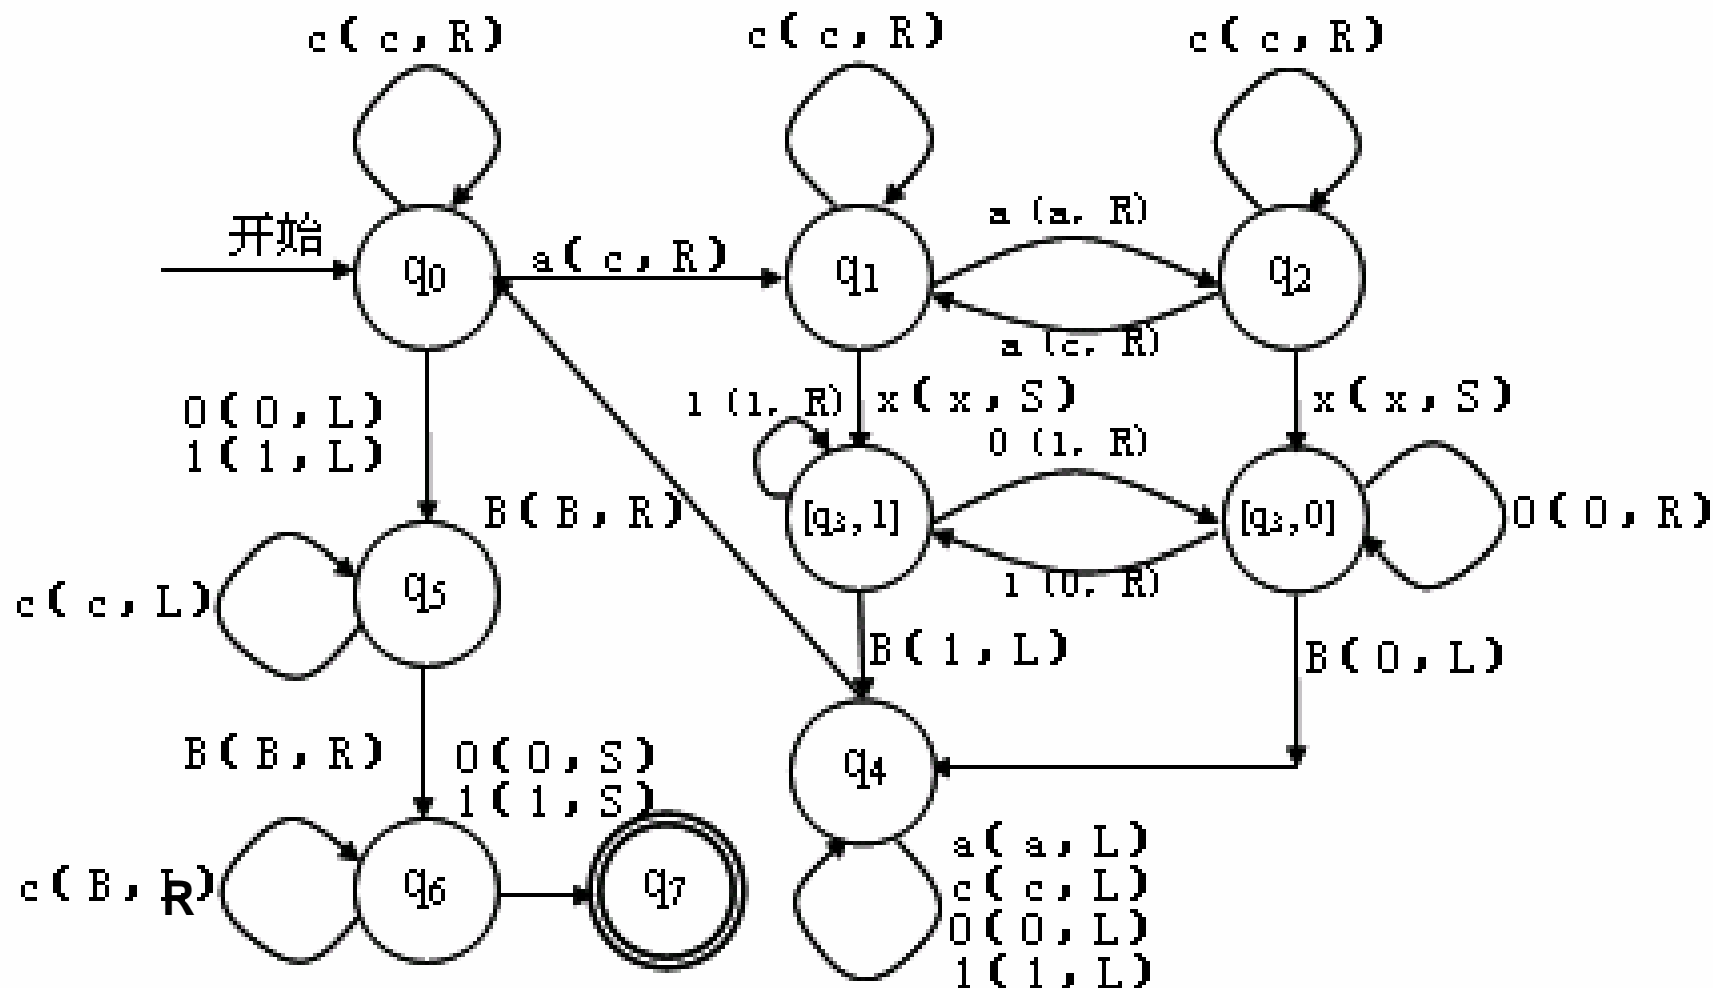 c(c,R)
c(c,R)
c(c,R)
开始
q0
a(c,R)
q1
a(a,R)
q2
a(c,R)
0(0,L)
1(1,L)
1(1,R)
x(x,S)
0(1,R)
x(x,S)
B(B,R)
[q3,1]
[q3,0]
0(0,R)
1(0,R)
c(c,L)
q5
B(1,L)
B(0,L)
B(B,R)
0(0,S)
1(1,S)
q4
c(B,R)
q6
q7
a(a,L)
c(c,L)
0(0,L)
1(1,L)